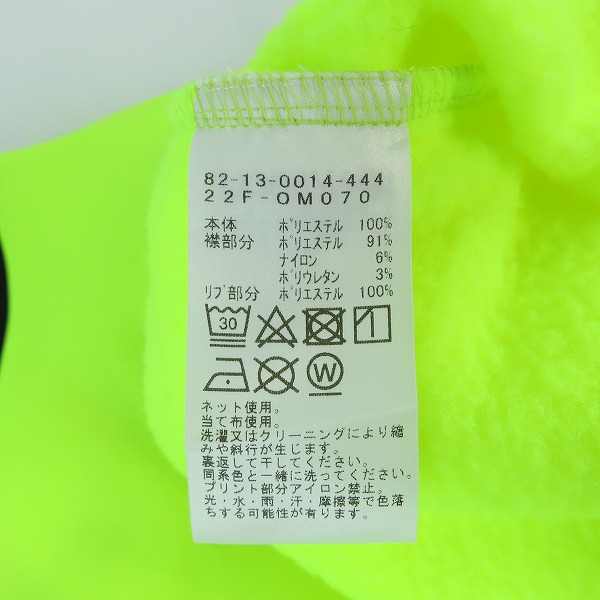 82-13-0014-444
22F-OM070
本体 ポリエステル 100%
襟部分 ポリエステル 91%
ナイロン 6%
ポリウレタン 3%
リブ部分 ポリエステル 100%
30
W
ネット使用。
当て布使用。
洗濯又はクリーニングにより縮
みや斜行が生じます。
裏返して干してください。
同系色と一緒に洗ってください。
プリント部分アイロン禁止。
光・水・雨・汗・摩擦等で色落
ちする可能性が有ります。